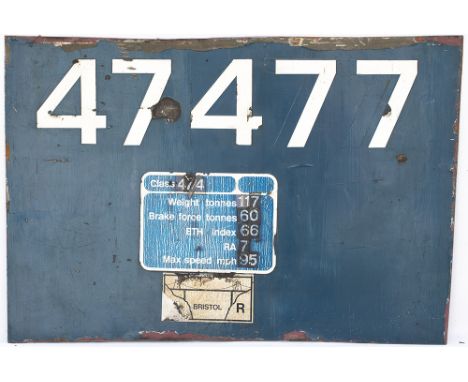 47477
Class 47/4
Weight tonnes 117
Brake force tonnes 60
ETH index 66
RA 7
Max speed mph 95
BRISTOL R